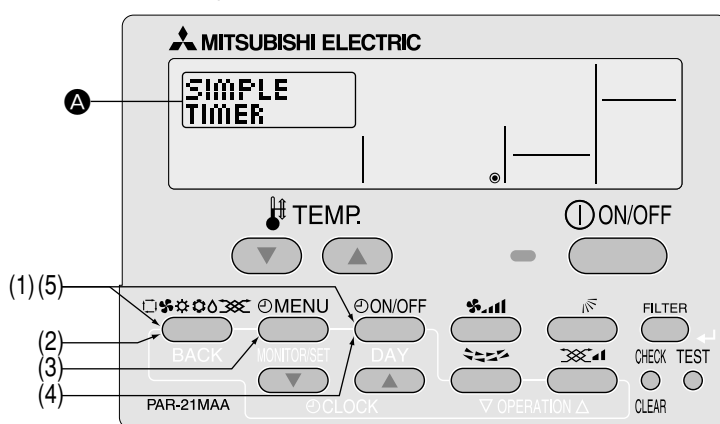 MITSUBISHI ELECTRIC
A
SIMPLE
TIMER
TEMP.
ON/OFF
(1) (5)
MENU
ON/OFF
FILTER
(2)
BACK
MONITOR/SET
DAY
CHECK TEST
(3)
(4)
PAR-21MAA
CLOCK
▽ OPERATION △
CLEAR